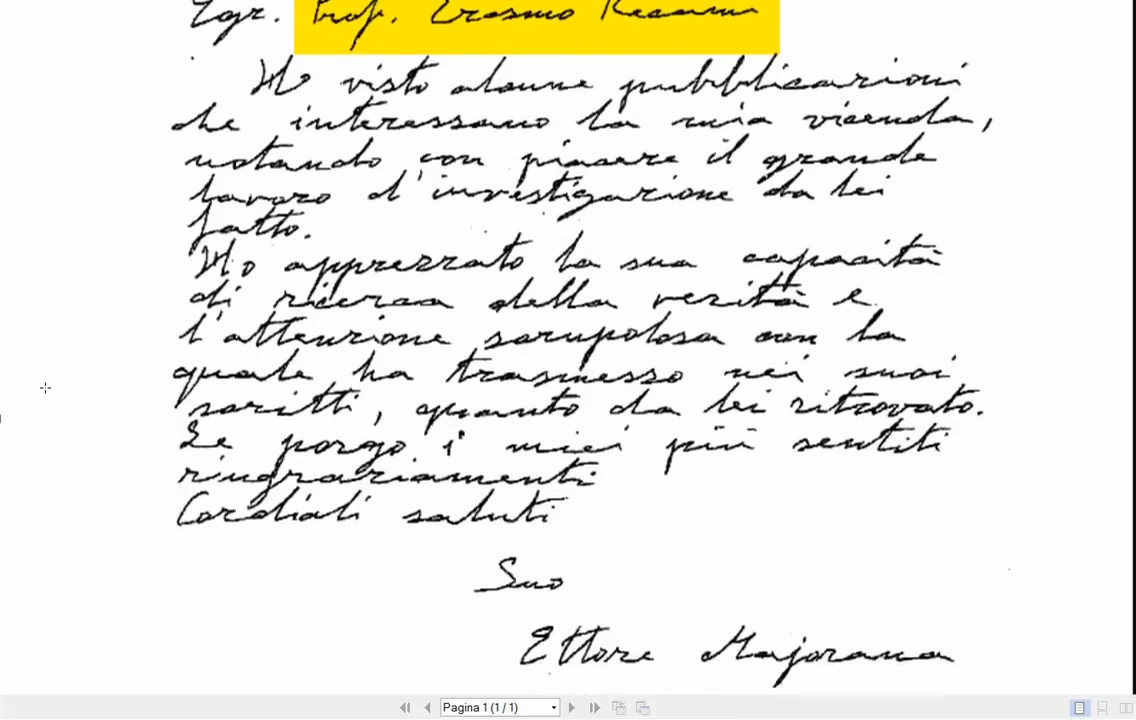 Egr. Prof. Erasmo Recami
Ho visto alcune pubblicazioni
che interessano la mia vicenda,
notando con piacere il grande
lavoro d'investigazione da lei
fatto.
Ho apprezzato la sua capacità
di ricerca della verità e
l'attenzione scrupolosa con la
quale ha trasmesso nei suoi
scritti, quanto da lei ritrovato.
Le porgo i miei più sentiti
ringraziamenti
Cordiali saluti
Suo
Ettore Majorana
Pagina 1 (1 / 1)